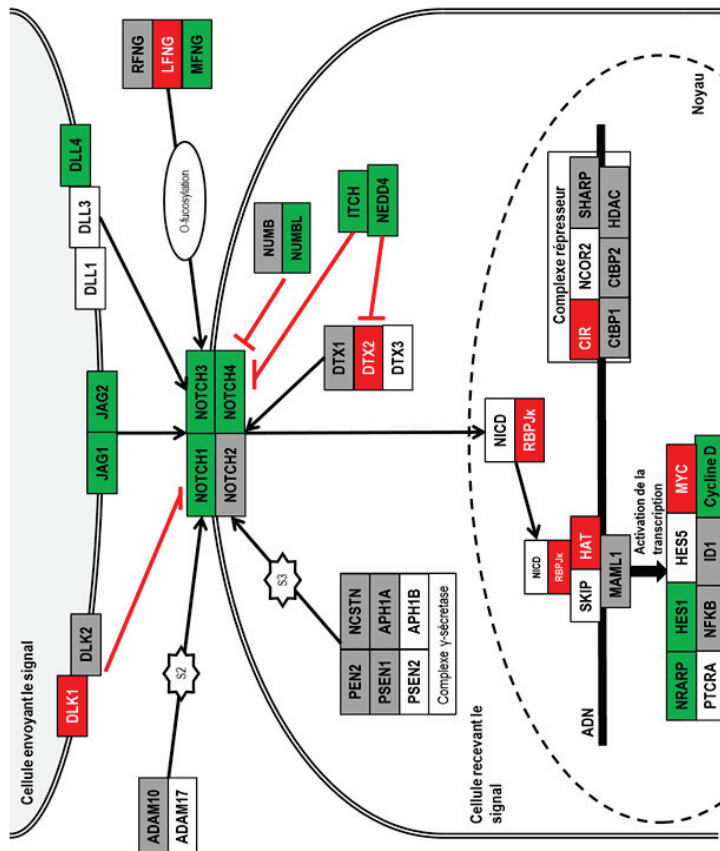 Cellule envoyant le signal
DLK1
DLK2
JAG1
JAG2
DLL1
DLL3
DLL4
RFNG
LFNG
MFNG
O-fucosylation
ADAM10
ADAM17
S2
NOTCH1
NOTCH3
NOTCH2
NOTCH4
NUMB
NUMBL
ITCH
NEDD4
S3
PEN2
NCSTN
PSEN1
APH1A
PSEN2
APH1B
Complexe γ-sécretase
DTX1
DTX2
DTX3
Cellule recevant le
signal
NICD
RBPJκ
NICD
RBPJκ
SKIP
HAT
MAML1
ADN
Complexe répresseur
CIR
NCOR2
SHARP
CtBP1
CtBP2
HDAC
Noyau
Activation de la
transcription
NRARP
HES1
HES5
MYC
PTCRA
NFKB
ID1
Cycline D